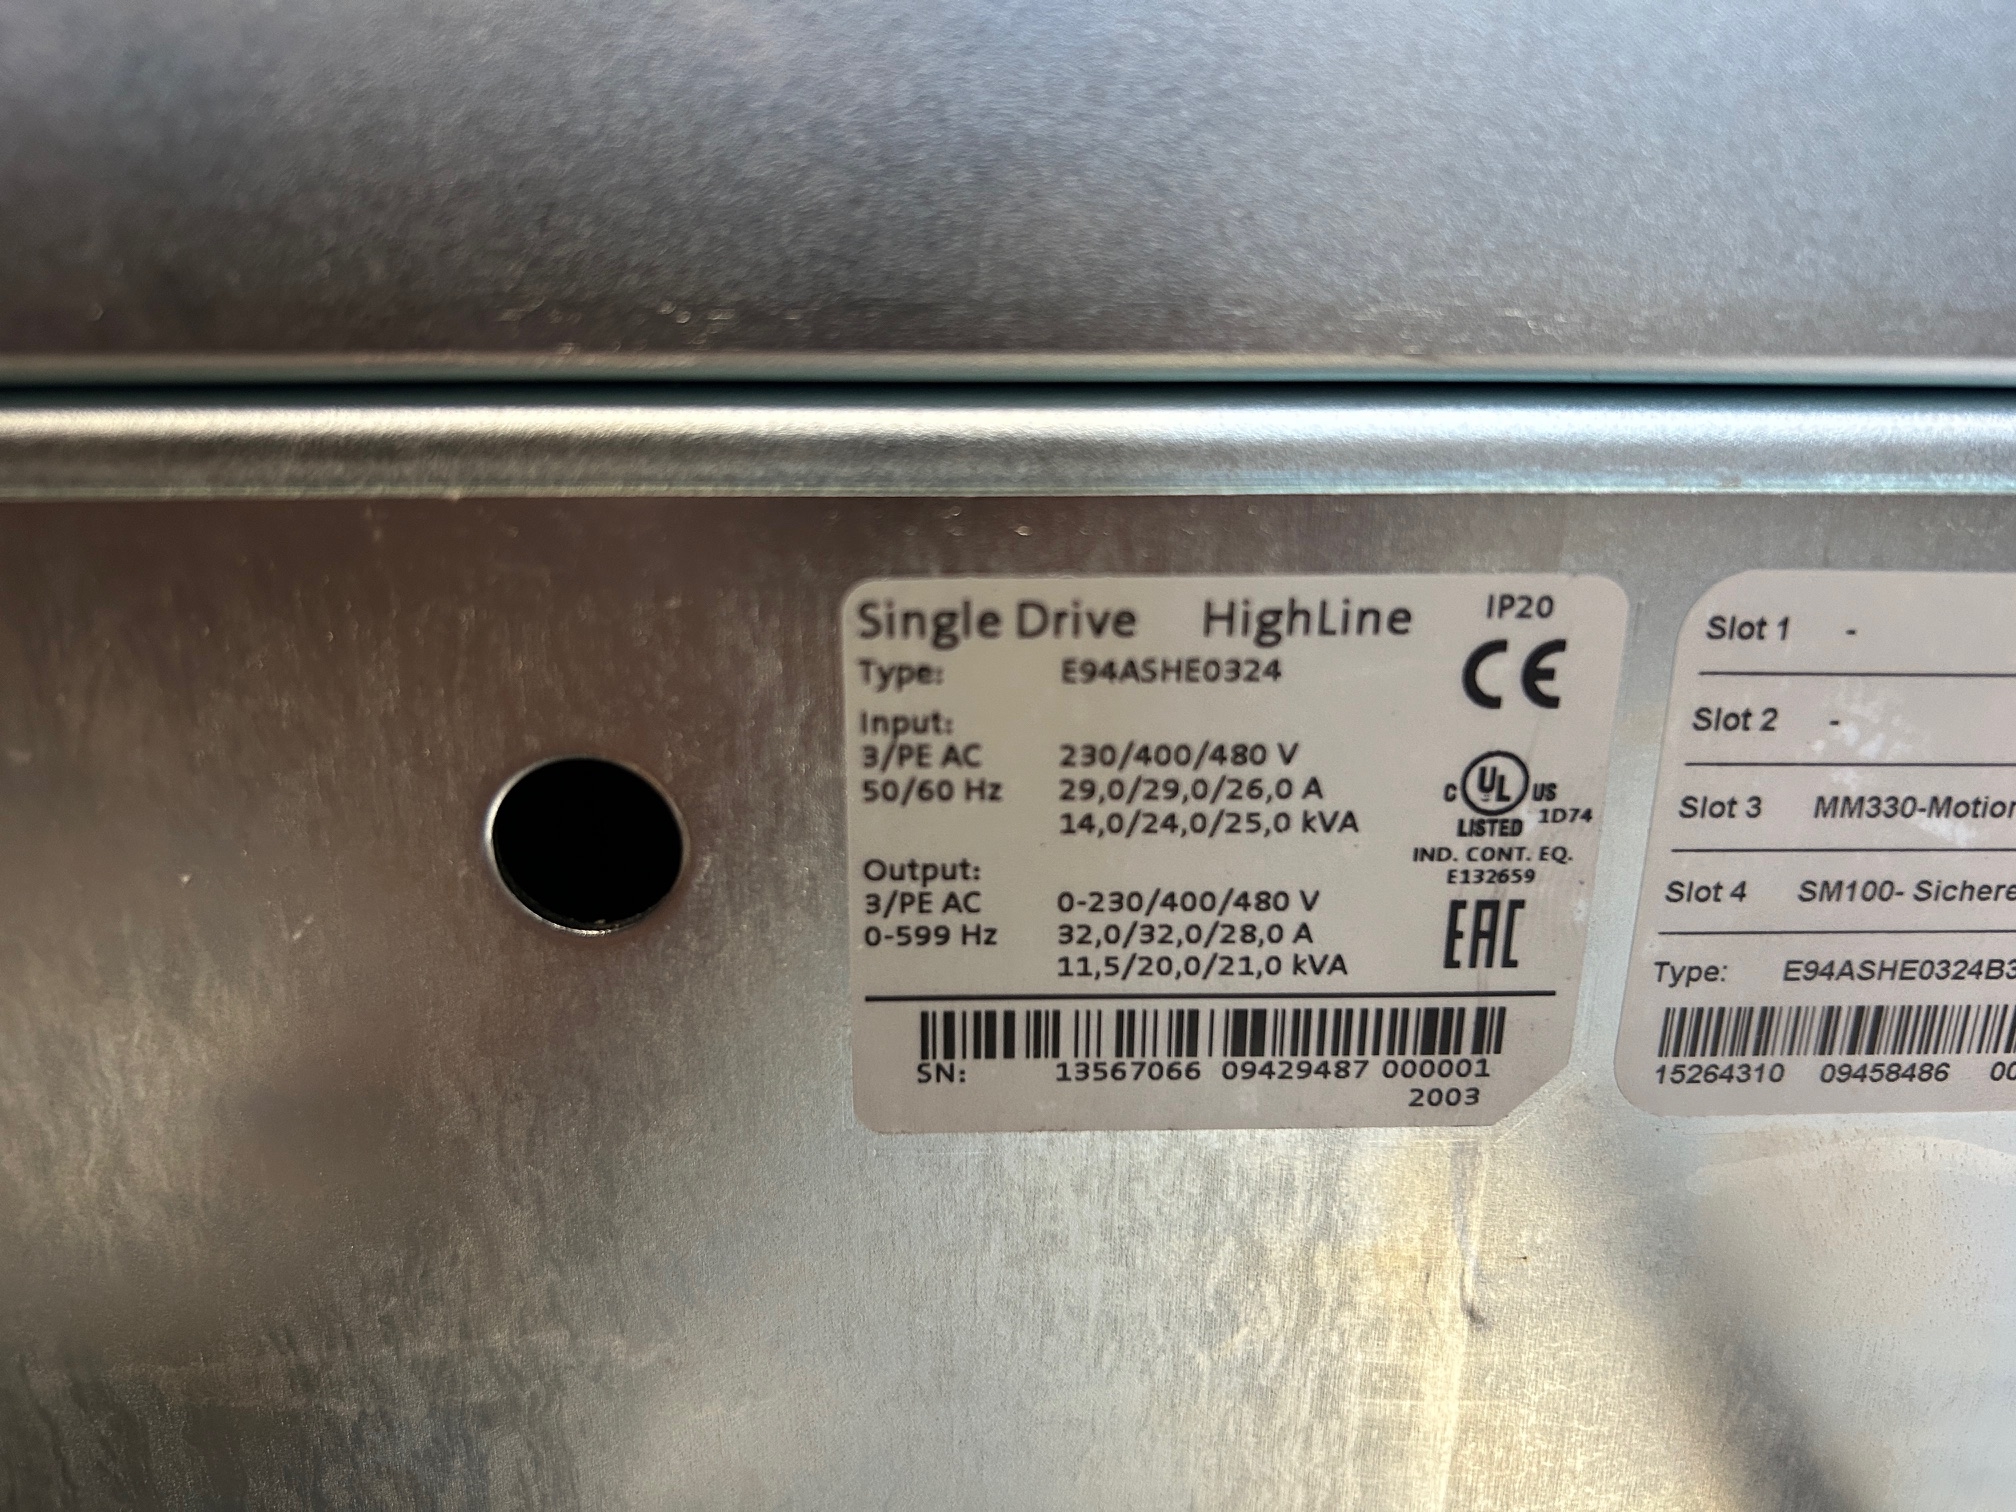 Single Drive HighLine IP20
Type: E94ASHE0324
CE
Input:
3/PE AC 230/400/480 V
50/60 Hz 29,0/29,0/26,0 A
14,0/24,0/25,0 kVA
C UL US
LISTED 1D74
IND. CONT. EQ.
E132659
Output:
3/PE AC 0-230/400/480 V
0-599 Hz 32,0/32,0/28,0 A
11,5/20,0/21,0 kVA
EAC
SN: 13567066 09429487 000001
2003
Slot 1 -
Slot 2 -
Slot 3 MM330-Motion
Slot 4 SM100- Sichere
Type: E94ASHE0324B3
15264310 09458486 00